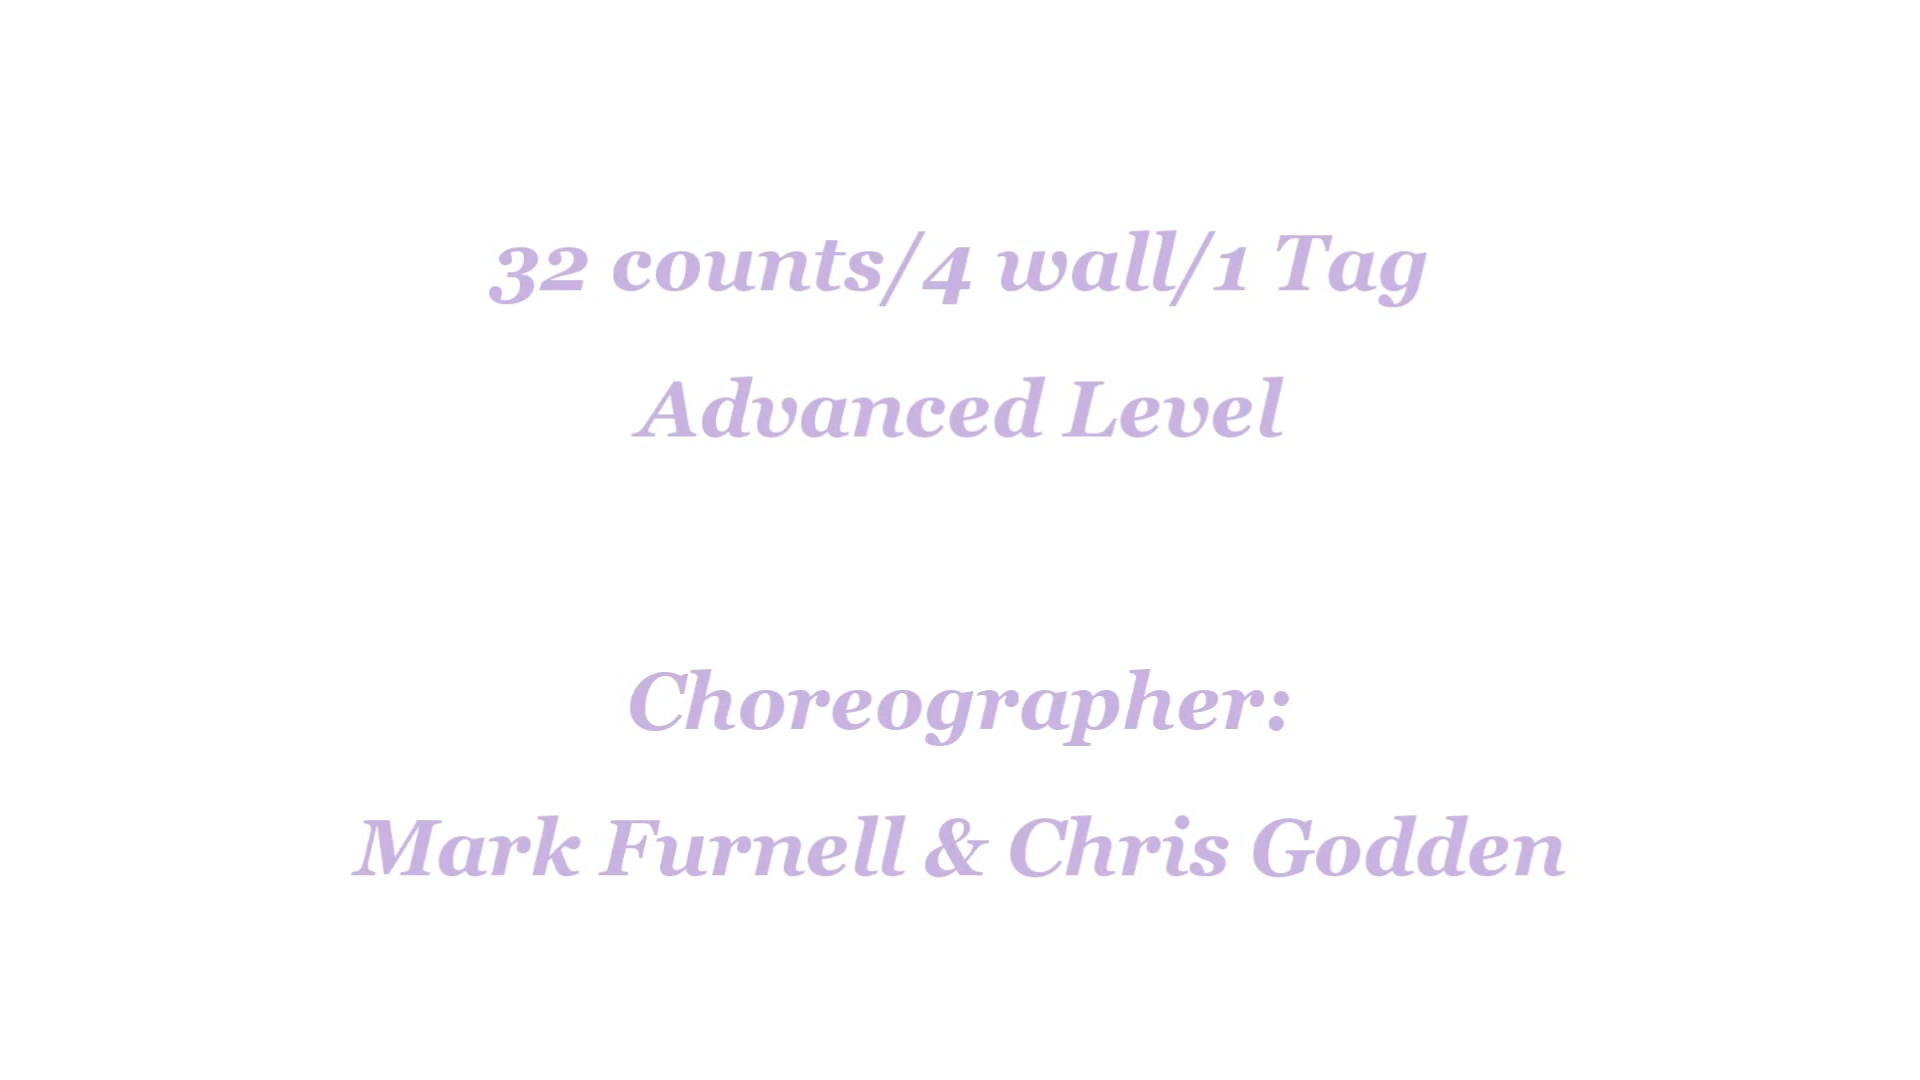 32 counts/4 wall/1 Tag
Advanced Level
Choreographer:
Mark Furnell & Chris Godden